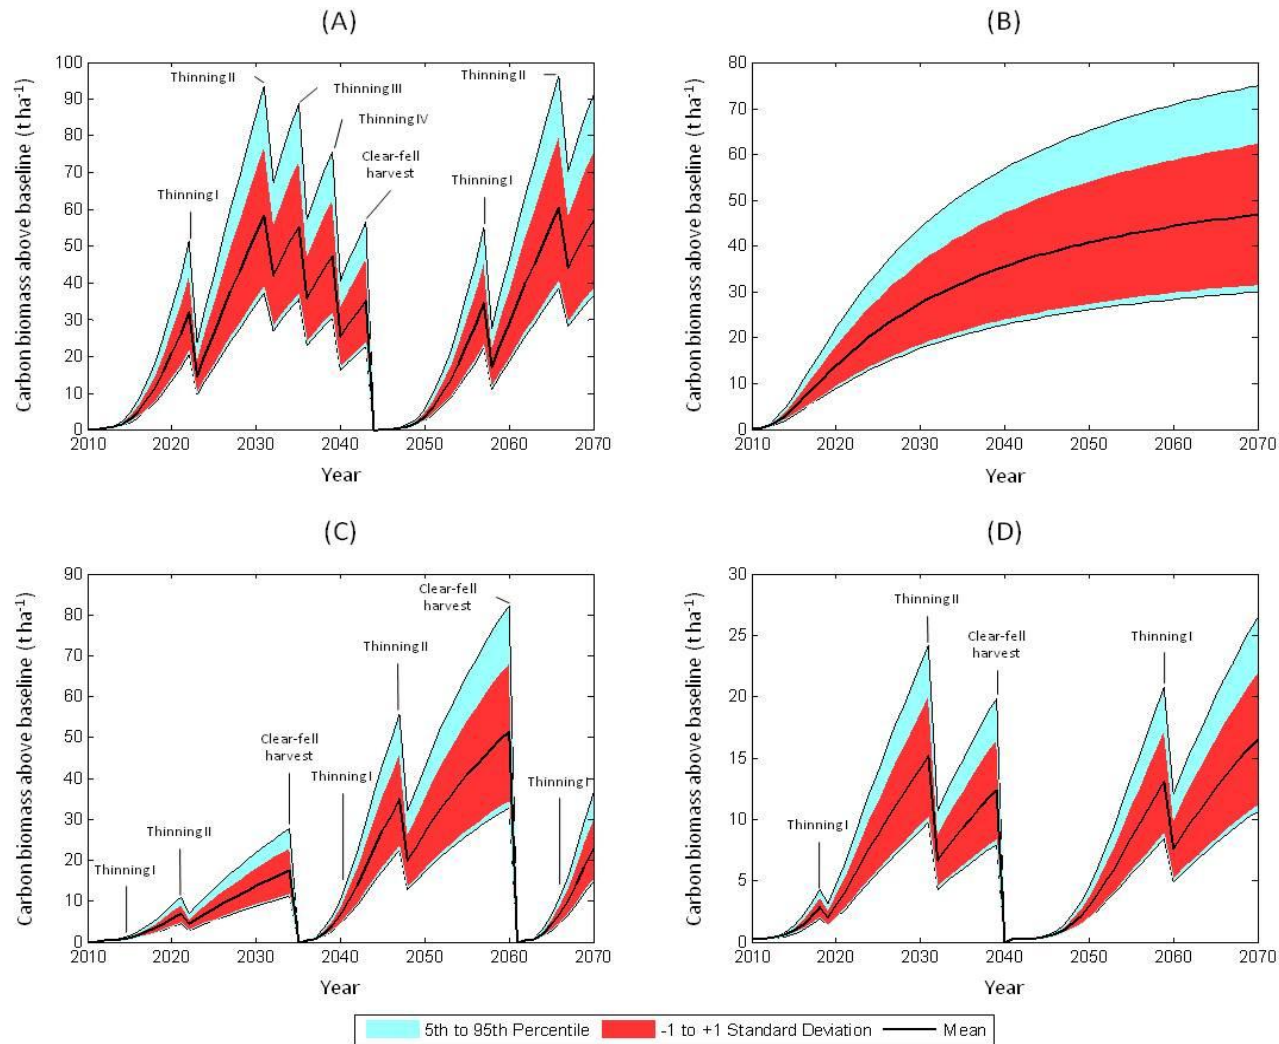 (A)
Carbon biomass above baseline (t ha⁻¹)
100
90
80
70
60
50
40
30
20
10
0
Thinning II
Thinning III
Thinning IV
Thinning I
Clear-fell
harvest
Thinning II
Thinning I
2010
2020
2030
2040
2050
2060
2070
Year
(B)
Carbon biomass above baseline (t ha⁻¹)
80
70
60
50
40
30
20
10
0
2010
2020
2030
2040
2050
2060
2070
Year
(C)
Carbon biomass above baseline (t ha⁻¹)
90
80
70
60
50
40
30
20
10
0
Thinning I
Thinning II
Clear-fell
harvest
Thinning I
Thinning II
Clear-fell
harvest
Thinning I
2010
2020
2030
2040
2050
2060
2070
Year
(D)
Carbon biomass above baseline (t ha⁻¹)
30
25
20
15
10
5
0
Thinning I
Thinning II
Clear-fell
harvest
Thinning I
2010
2020
2030
2040
2050
2060
2070
Year
5th to 95th Percentile
-1 to +1 Standard Deviation
Mean